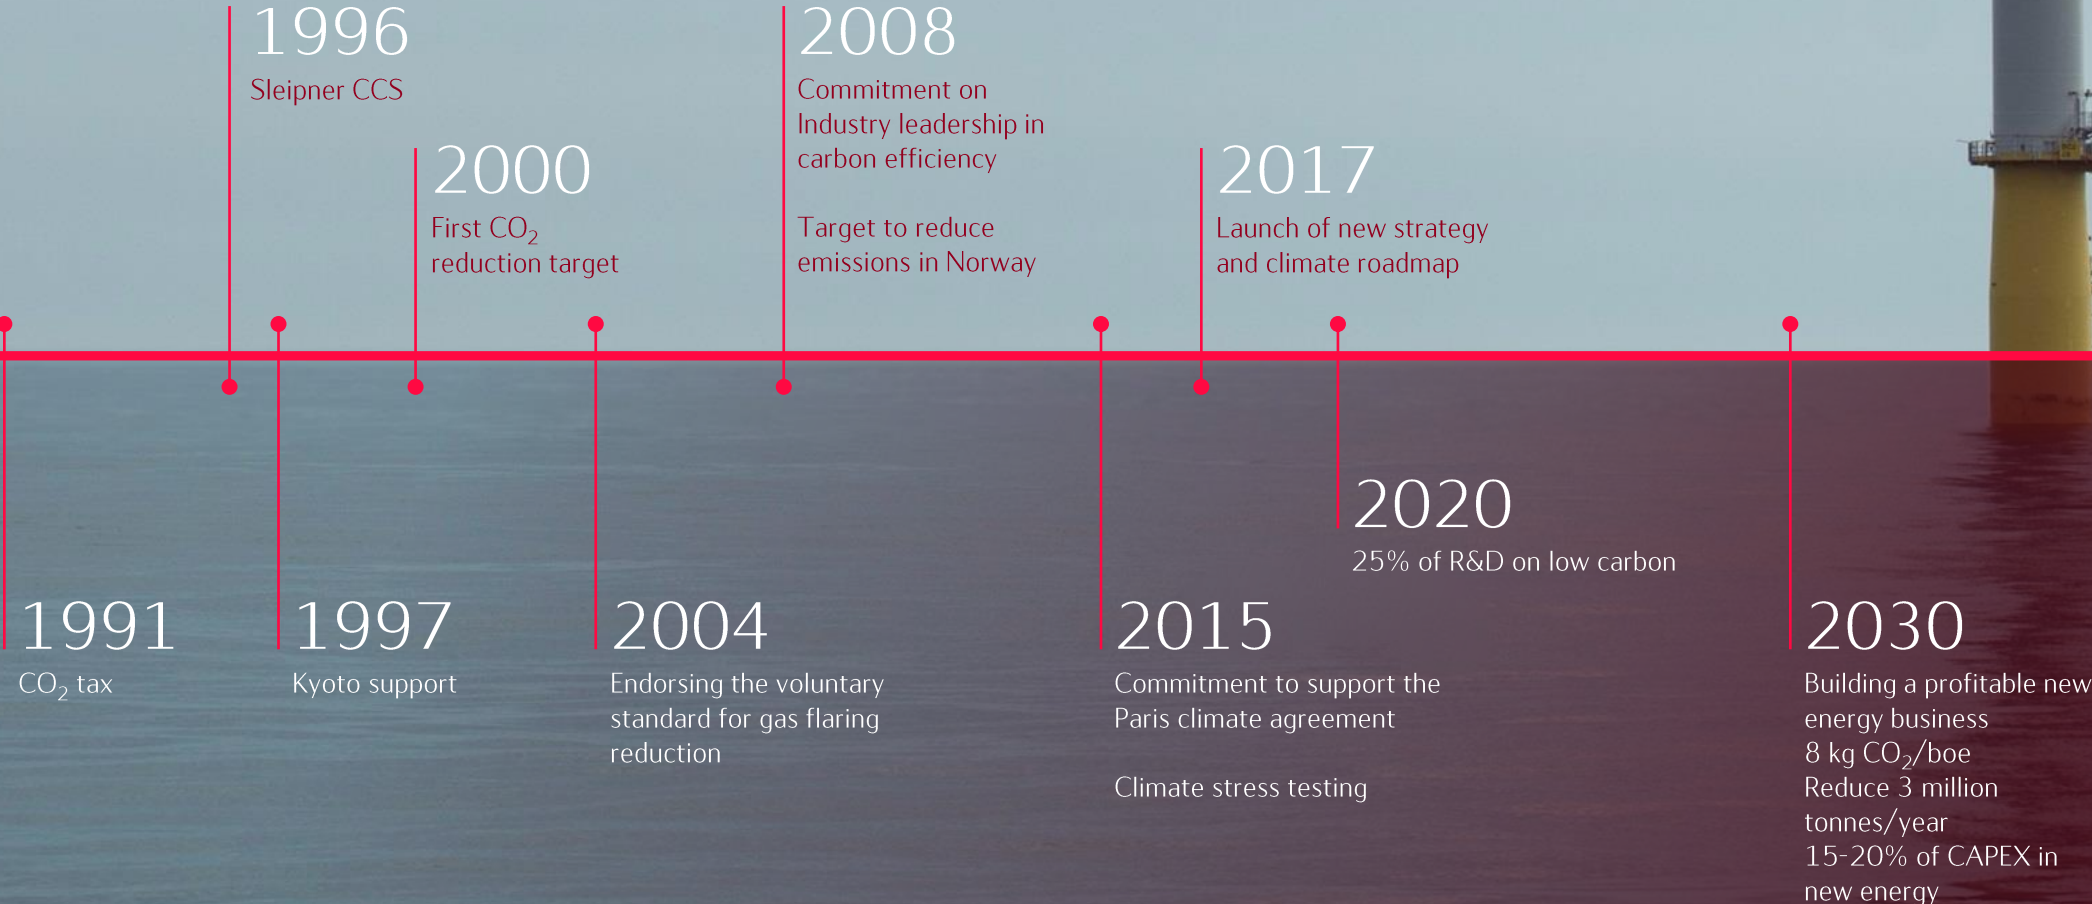 1996
Sleipner CCS
2008
Commitment on
Industry leadership in
carbon efficiency
Target to reduce
emissions in Norway
2000
First CO₂
reduction target
2017
Launch of new strategy
and climate roadmap
2020
25% of R&D on low carbon
1991
CO₂ tax
1997
Kyoto support
2004
Endorsing the voluntary
standard for gas flaring
reduction
2015
Commitment to support the
Paris climate agreement
Climate stress testing
2030
Building a profitable new
energy business
8 kg CO₂/boe
Reduce 3 million
tonnes/year
15-20% of CAPEX in
new energy